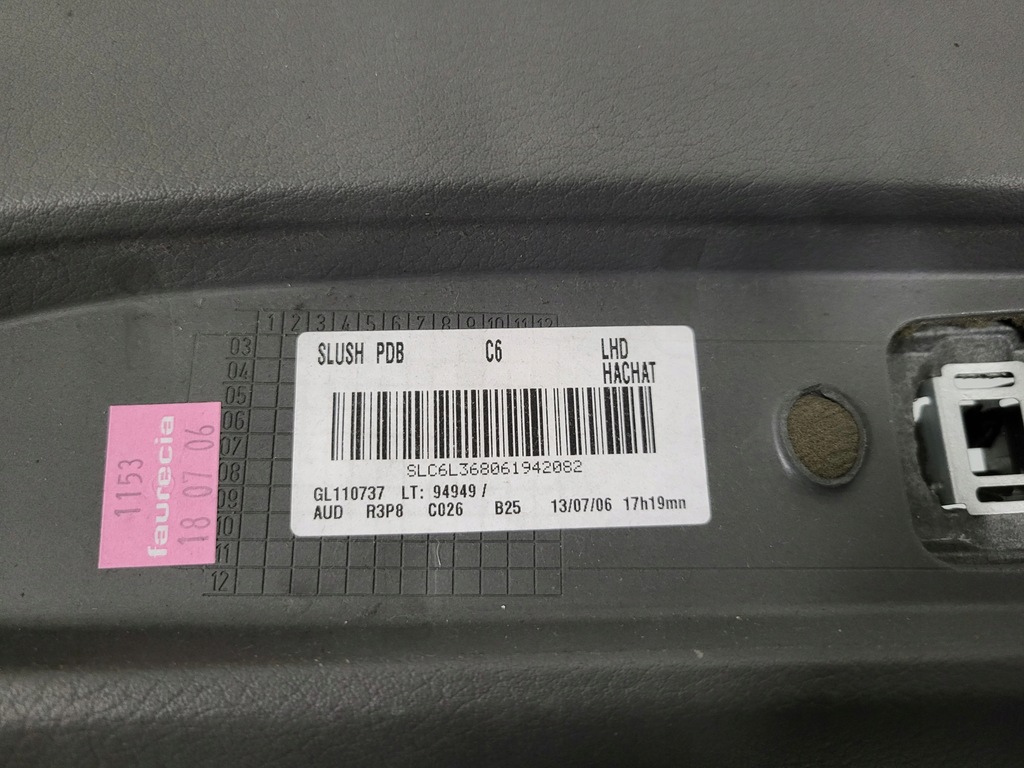 1 2 3 4 5 6 7 8 9 10 11 12
03
04
05
06
07
08
09
10
11
12
SLUSH PDB C6 LHD
HACHAT
SLC6L368061942082
GL110737 LT: 94949 /
AUD R3P8 C026 B25 13/07/06 17h19mn
1153
faurecia
18 07 06